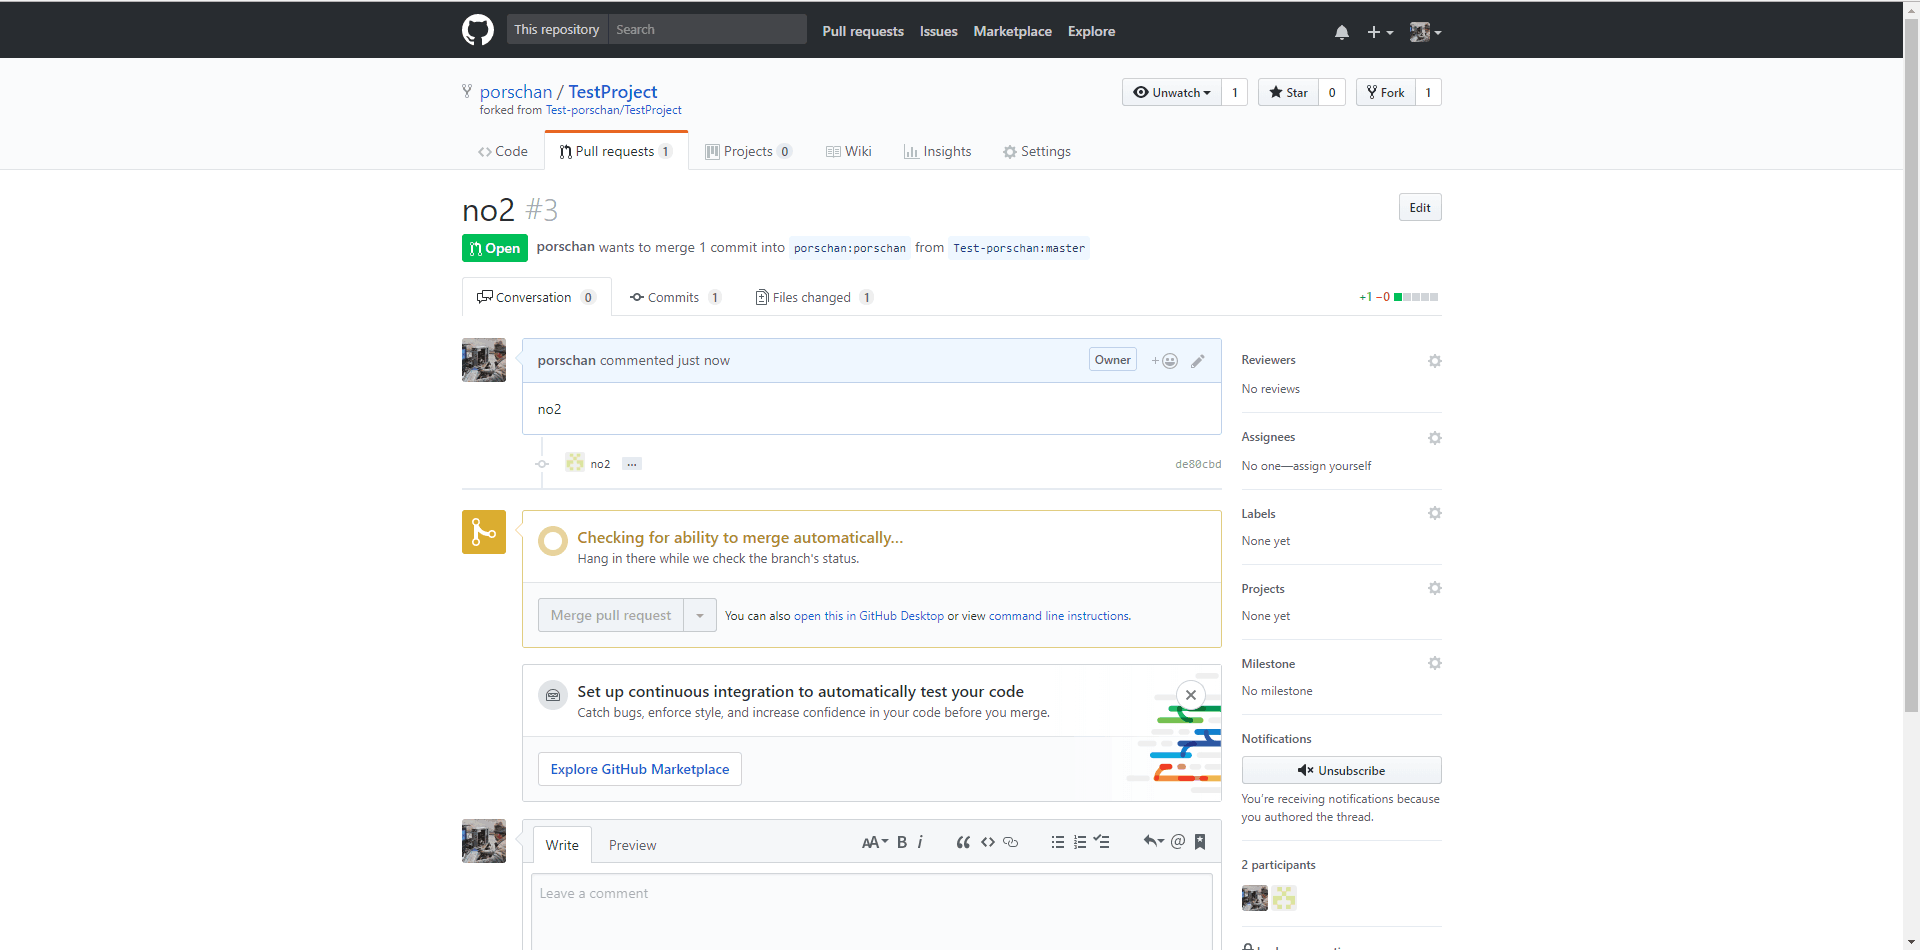 This repository Search Pull requests Issues Marketplace Explore
porschan / TestProject
forked from Test-porschan/TestProject
Unwatch 1 Star 0 Fork 1
Code Pull requests 1 Projects 0 Wiki Insights Settings
no2 #3
Edit
Open porschan wants to merge 1 commit into porschan:porschan from Test-porschan:master
Conversation 0 Commits 1 Files changed 1
+1 −0
porschan commented just now
Owner
no2
no2 ...
de80cbd
Checking for ability to merge automatically...
Hang in there while we check the branch's status.
Merge pull request
You can also open this in GitHub Desktop or view command line instructions.
Set up continuous integration to automatically test your code
Catch bugs, enforce style, and increase confidence in your code before you merge.
Explore GitHub Marketplace
Write Preview
AA B i
Leave a comment
Reviewers
No reviews
Assignees
No one—assign yourself
Labels
None yet
Projects
None yet
Milestone
No milestone
Notifications
Unsubscribe
You're receiving notifications because
you authored the thread.
2 participants